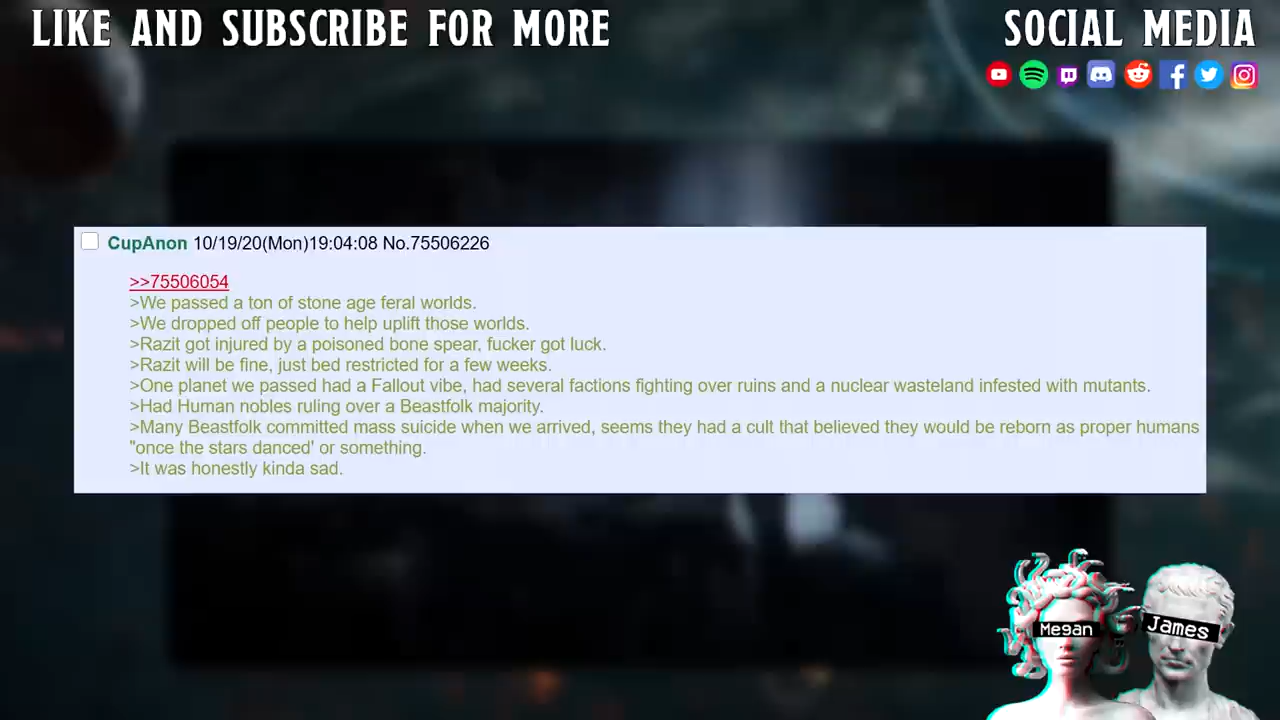 LIKE AND SUBSCRIBE FOR MORE
SOCIAL MEDIA
CupAnon 10/19/20(Mon)19:04:08 No.75506226
>>75506054
>We passed a ton of stone age feral worlds.
>We dropped off people to help uplift those worlds.
>Razit got injured by a poisoned bone spear, fucker got luck.
>Razit will be fine, just bed restricted for a few weeks.
>One planet we passed had a Fallout vibe, had several factions fighting over ruins and a nuclear wasteland infested with mutants.
>Had Human nobles ruling over a Beastfolk majority.
>Many Beastfolk committed mass suicide when we arrived, seems they had a cult that believed they would be reborn as proper humans
"once the stars danced' or something.
>It was honestly kinda sad.
Megan
James